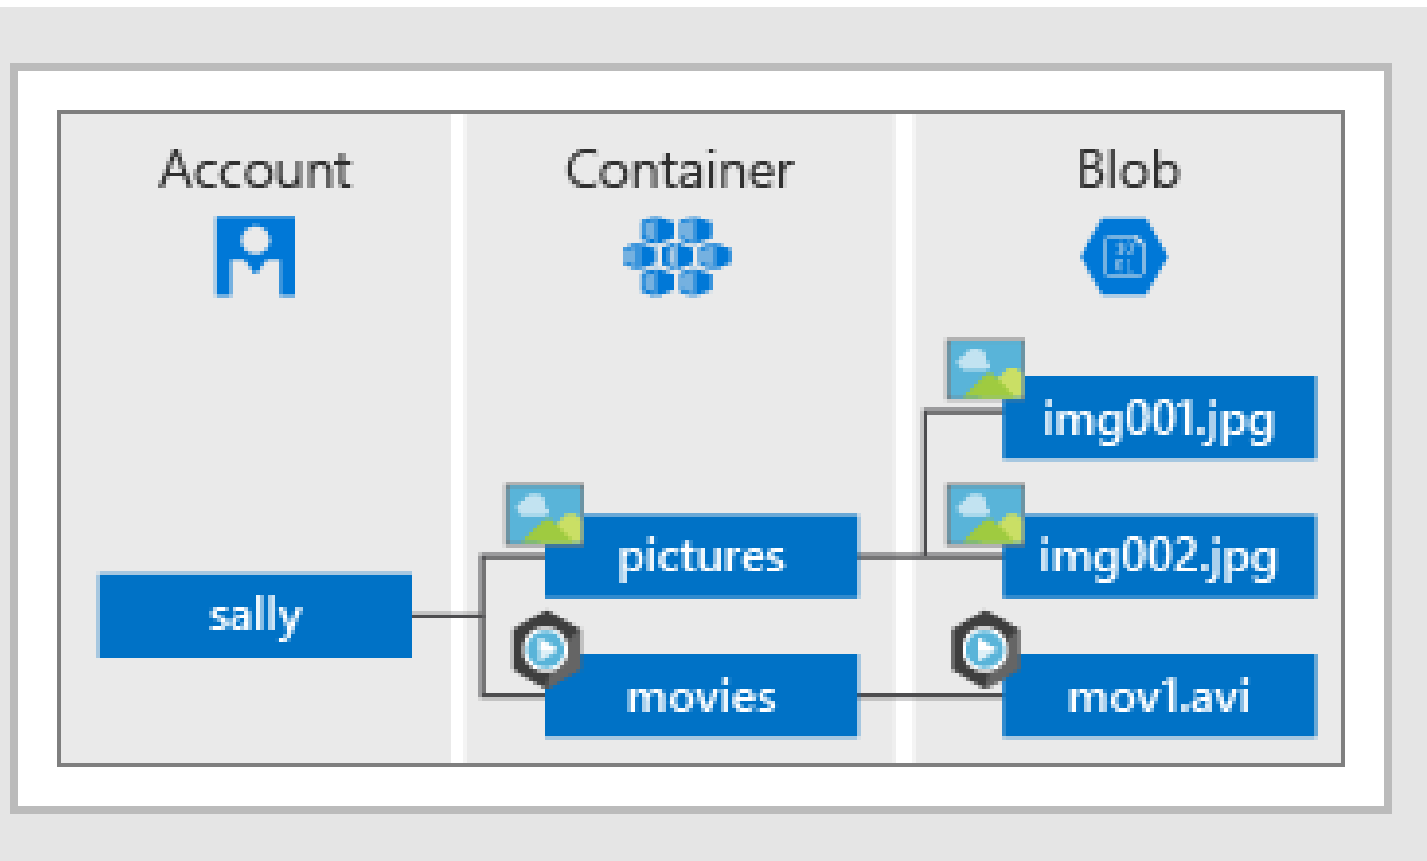 Account
Container
Blob
img001.jpg
pictures
img002.jpg
sally
movies
mov1.avi